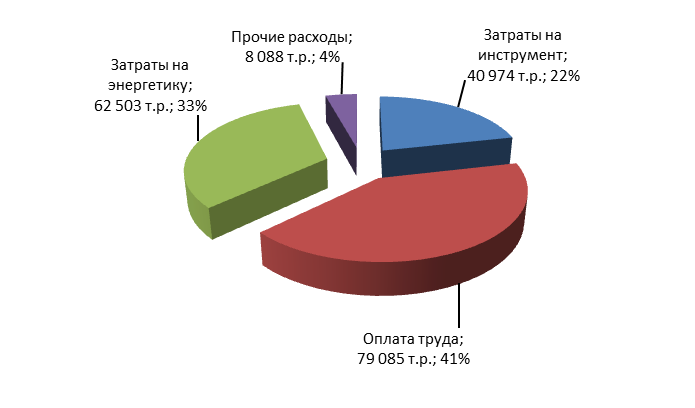 Прочие расходы;
8 088 т.р.; 4%
Затраты на
инструмент;
40 974 т.р.; 22%
Затраты на
энергетику;
62 503 т.р.; 33%
Оплата труда;
79 085 т.р.; 41%